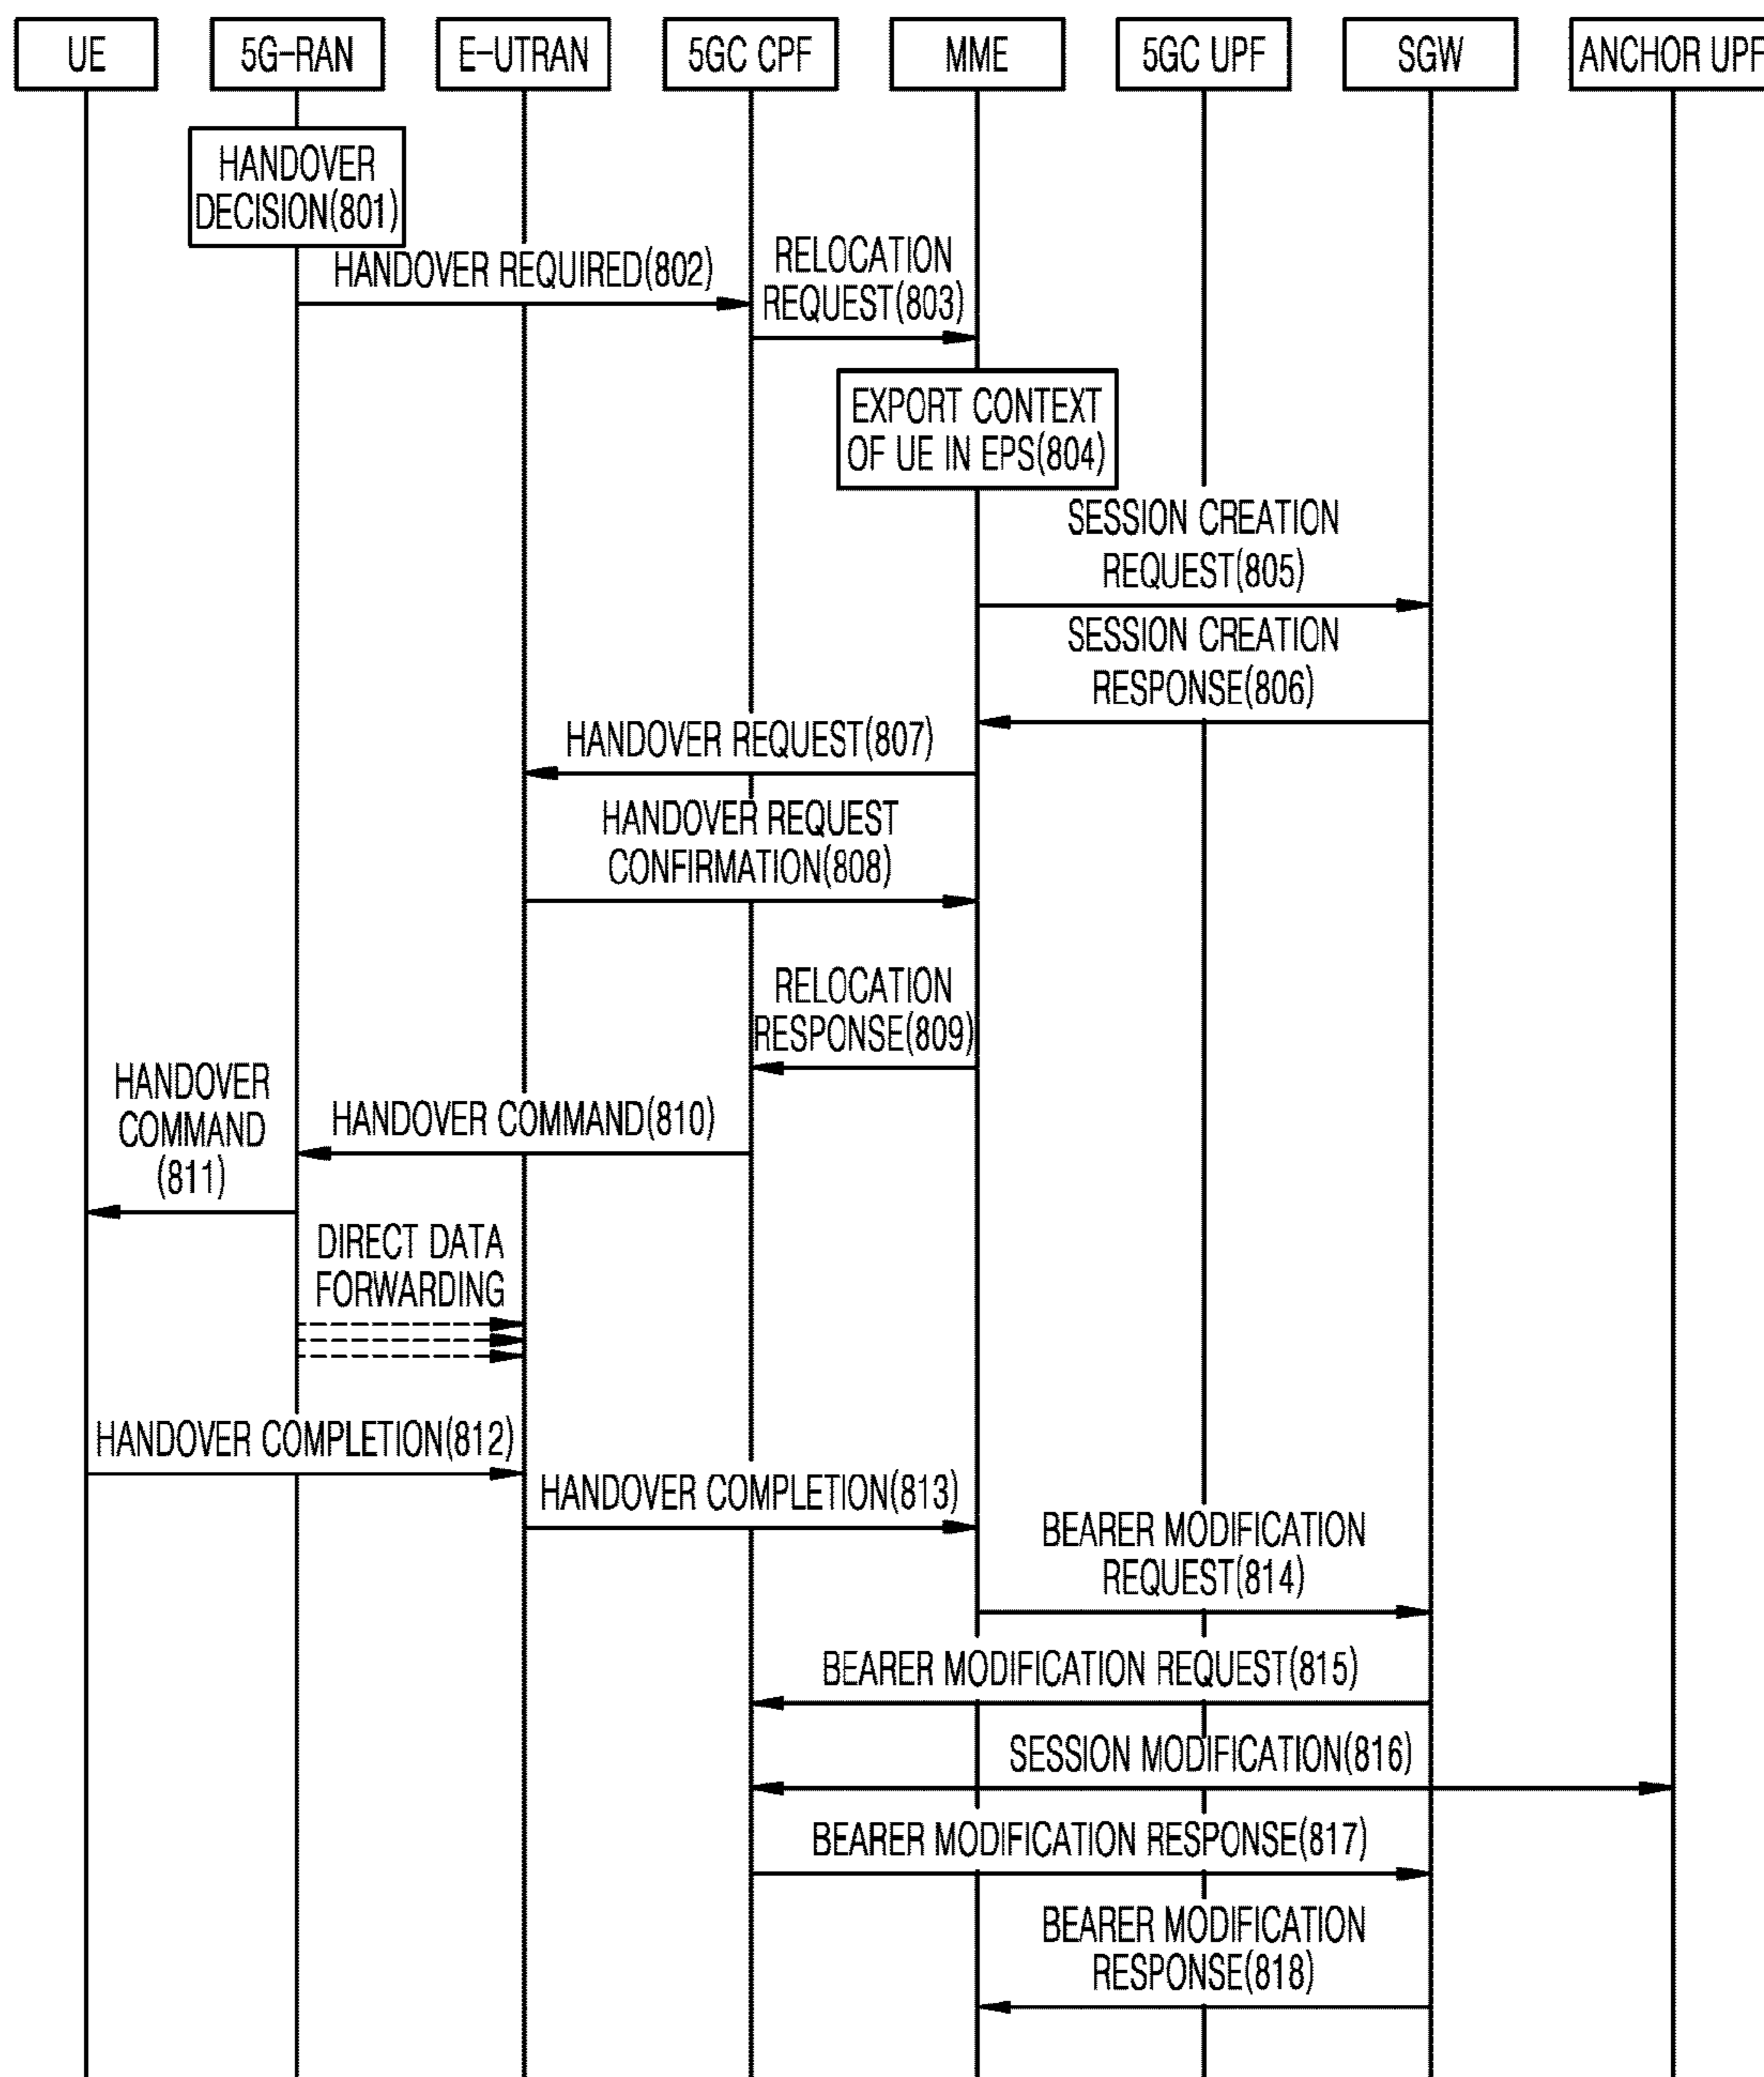 UE
5G-RAN
E-UTRAN
5GC CPF
MME
5GC UPF
SGW
ANCHOR UPF
HANDOVER
DECISION(801)
HANDOVER REQUIRED(802)
RELOCATION
REQUEST(803)
EXPORT CONTEXT
OF UE IN EPS(804)
SESSION CREATION
REQUEST(805)
SESSION CREATION
RESPONSE(806)
HANDOVER REQUEST(807)
HANDOVER REQUEST
CONFIRMATION(808)
RELOCATION
RESPONSE(809)
HANDOVER COMMAND(810)
HANDOVER
COMMAND
(811)
DIRECT DATA
FORWARDING
HANDOVER COMPLETION(812)
HANDOVER COMPLETION(813)
BEARER MODIFICATION
REQUEST(814)
BEARER MODIFICATION REQUEST(815)
SESSION MODIFICATION(816)
BEARER MODIFICATION RESPONSE(817)
BEARER MODIFICATION
RESPONSE(818)